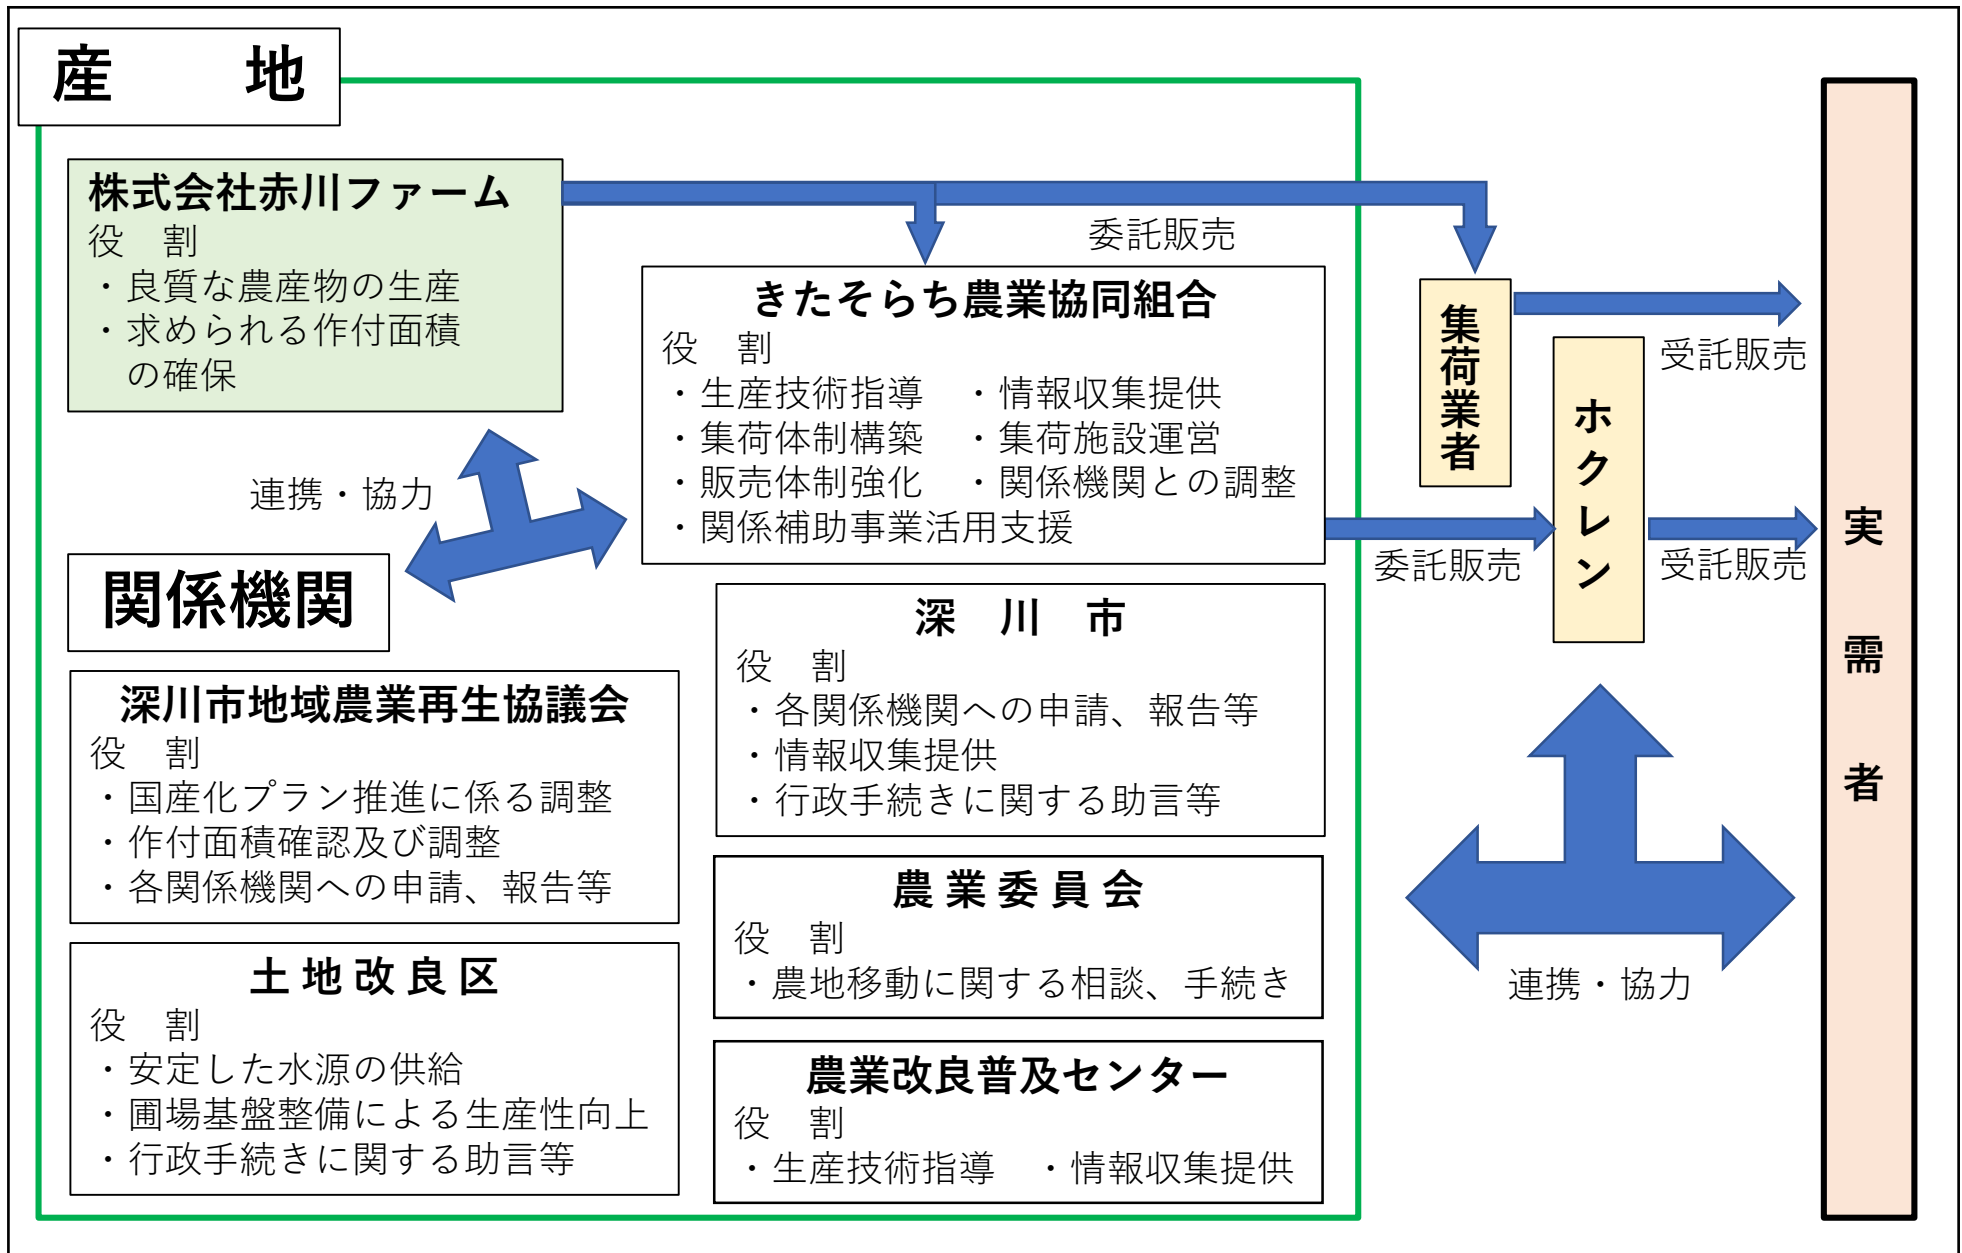 産　　地
株式会社赤川ファーム
役　割
・良質な農産物の生産
・求められる作付面積
の確保
委託販売
きたそらち農業協同組合
役　割
・生産技術指導　・情報収集提供
・集荷体制構築　・集荷施設運営
・販売体制強化　・関係機関との調整
・関係補助事業活用支援
集荷業者
受託販売
ホクレン
委託販売
受託販売
実需者
連携・協力
関係機関
深　川　市
役　割
・各関係機関への申請、報告等
・情報収集提供
・行政手続きに関する助言等
深川市地域農業再生協議会
役　割
・国産化プラン推進に係る調整
・作付面積確認及び調整
・各関係機関への申請、報告等
農業委員会
役　割
・農地移動に関する相談、手続き
土地改良区
役　割
・安定した水源の供給
・圃場基盤整備による生産性向上
・行政手続きに関する助言等
農業改良普及センター
役　割
・生産技術指導　・情報収集提供
連携・協力